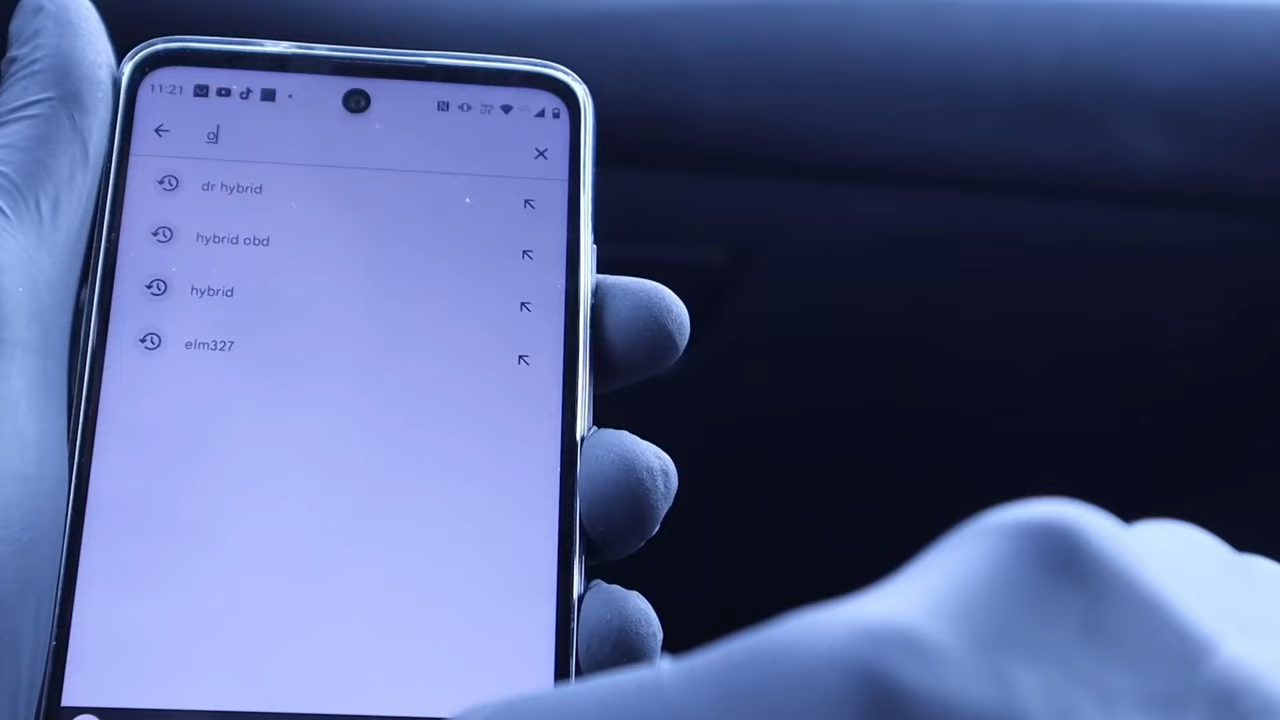 11:21
o
dr hybrid
hybrid obd
hybrid
elm327